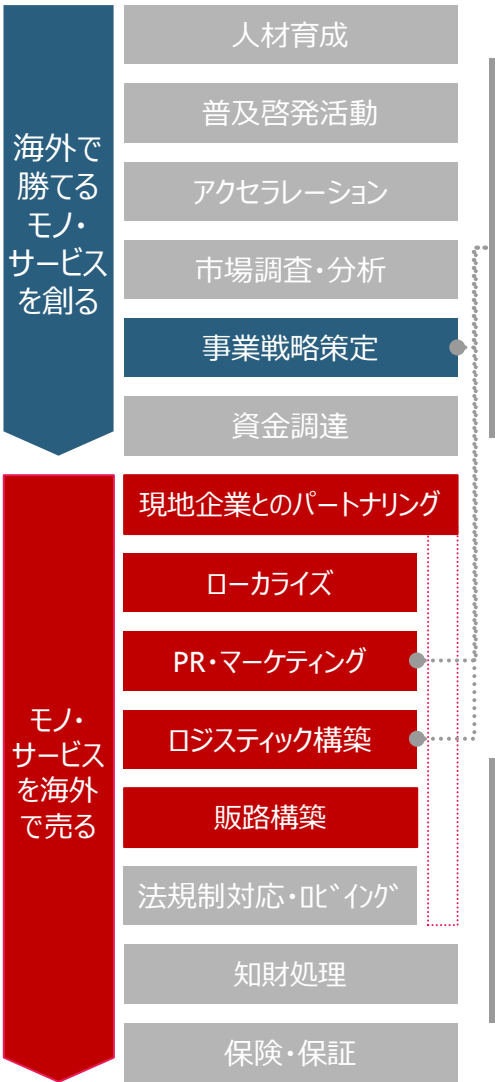 海外で
勝てる
モノ・
サービス
を創る
人材育成
普及啓発活動
アクセラレーション
市場調査・分析
事業戦略策定
資金調達
モノ・
サービス
を海外
で売る
現地企業とのパートナリング
ローカライズ
PR・マーケティング
ロジスティック構築
販路構築
法規制対応・ﾛﾋﾞｲﾝｸﾞ
知財処理
保険・保証